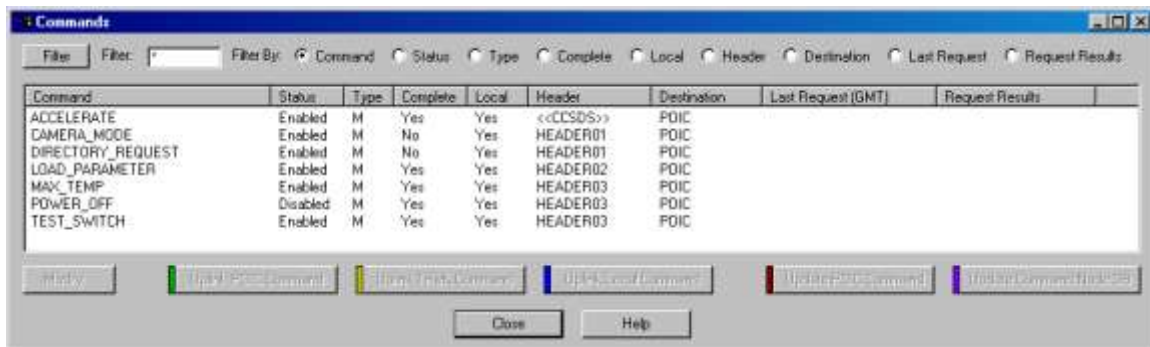 Commands
Filter Filter: * Filter By: Command Status Type Complete Local Header Destination Last Request Request Results
Command Status Type Complete Local Header Destination Last Request (GMT) Request Results
ACCELERATE Enabled M Yes Yes <<CCSDS>> POIC
CAMERA_MODE Enabled M No Yes HEADER01 POIC
DIRECTORY_REQUEST Enabled M No Yes HEADER01 POIC
LOAD_PARAMETER Enabled M Yes Yes HEADER02 POIC
MAX_TEMP Enabled M Yes Yes HEADER03 POIC
POWER_OFF Disabled M Yes Yes HEADER03 POIC
TEST_SWITCH Enabled M Yes Yes HEADER03 POIC
Modify Uplink POIC Command Uplink Local Command Update POIC Command
Close Help